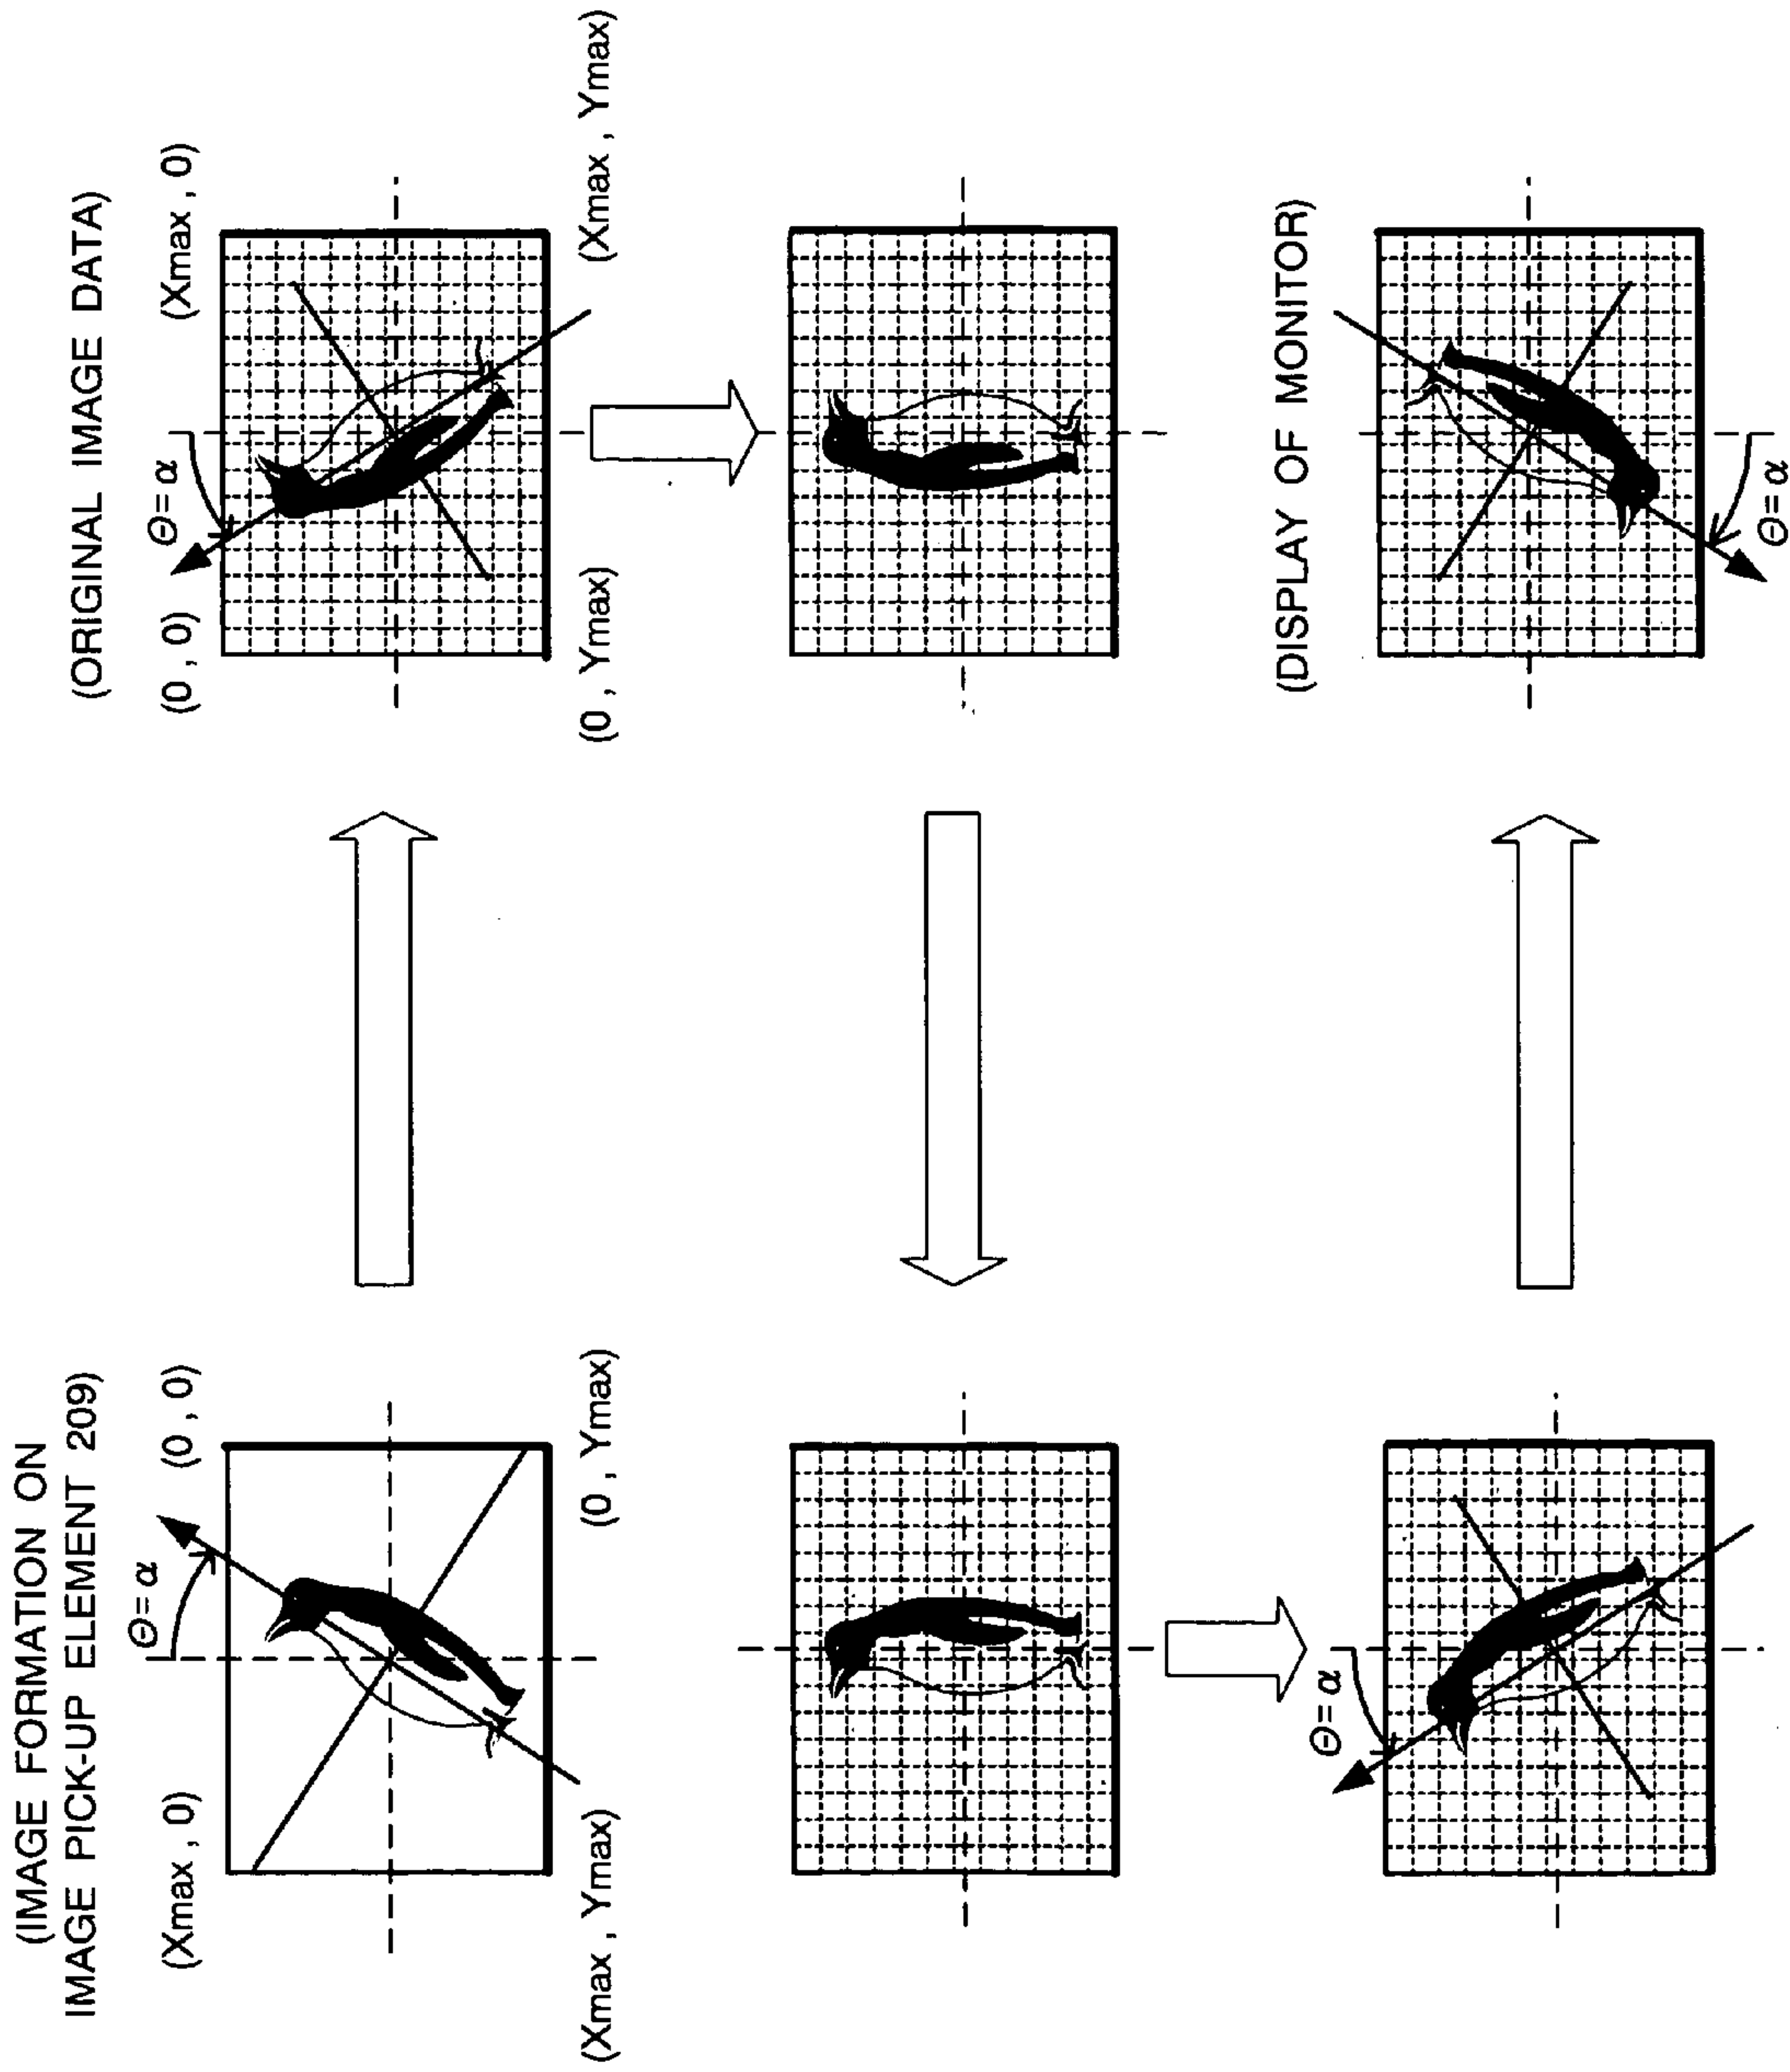 (IMAGE FORMATION ON
IMAGE PICK-UP ELEMENT 209)
Θ=α
(Xmax , 0)
(0 , 0)
(Xmax , Ymax)
(0 , Ymax)
(ORIGINAL IMAGE DATA)
Θ=α
(0 , 0)
(Xmax , 0)
(0 , Ymax)
(Xmax , Ymax)
Θ=α
(DISPLAY OF MONITOR)
Θ=α